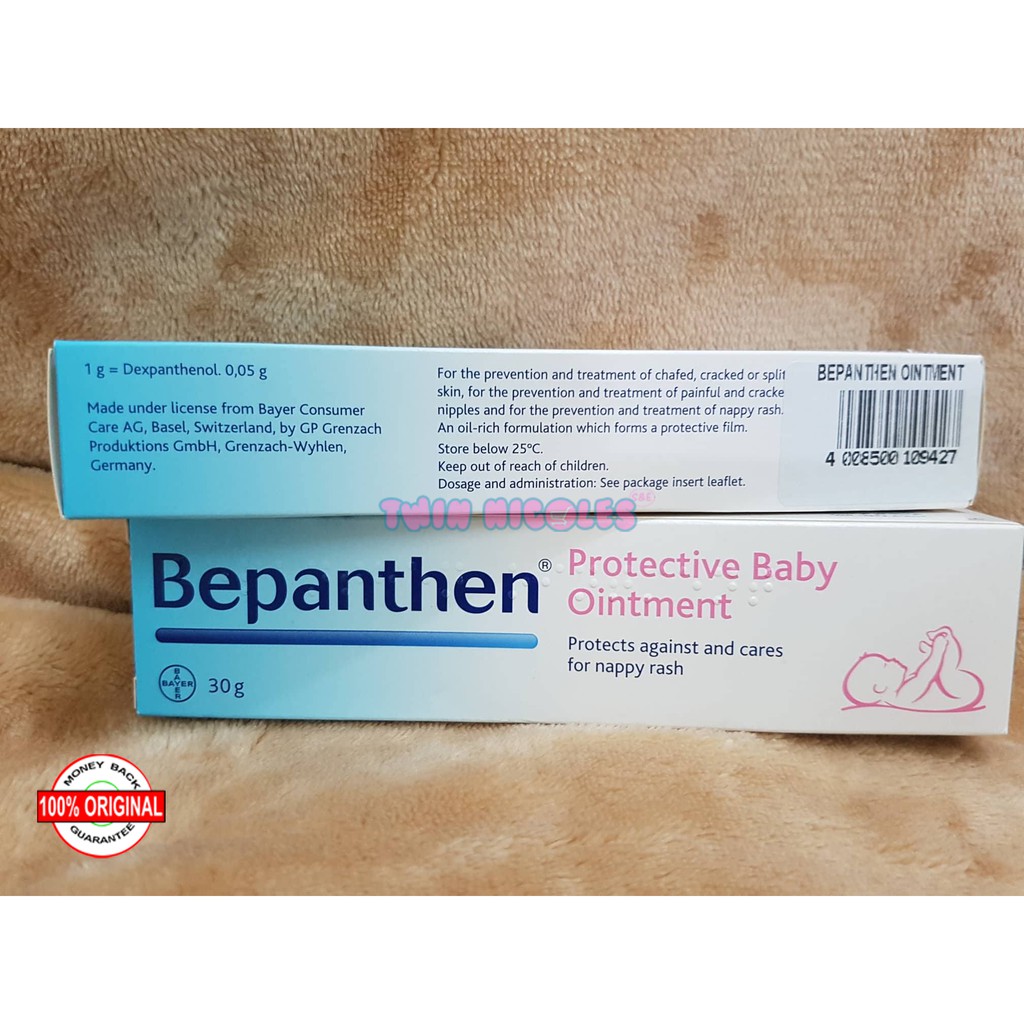 1 g = Dexpanthenol. 0,05 g
Made under license from Bayer Consumer
Care AG, Basel, Switzerland, by GP Grenzach
Produktions GmbH, Grenzach-Wyhlen,
Germany.
For the prevention and treatment of chafed, cracked or split
skin, for the prevention and treatment of painful and cracke
nipples and for the prevention and treatment of nappy rash.
An oil-rich formulation which forms a protective film.
Store below 25°C.
Keep out of reach of children.
Dosage and administration: See package insert leaflet.
BEPANTHEN OINTMENT
4 008500 109427
TWIN NICOLES
Bepanthen®
Protective Baby
Ointment
Protects against and cares
for nappy rash
BAYER
BAYER
30 g
MONEY BACK
100% ORIGINAL
GUARANTEE